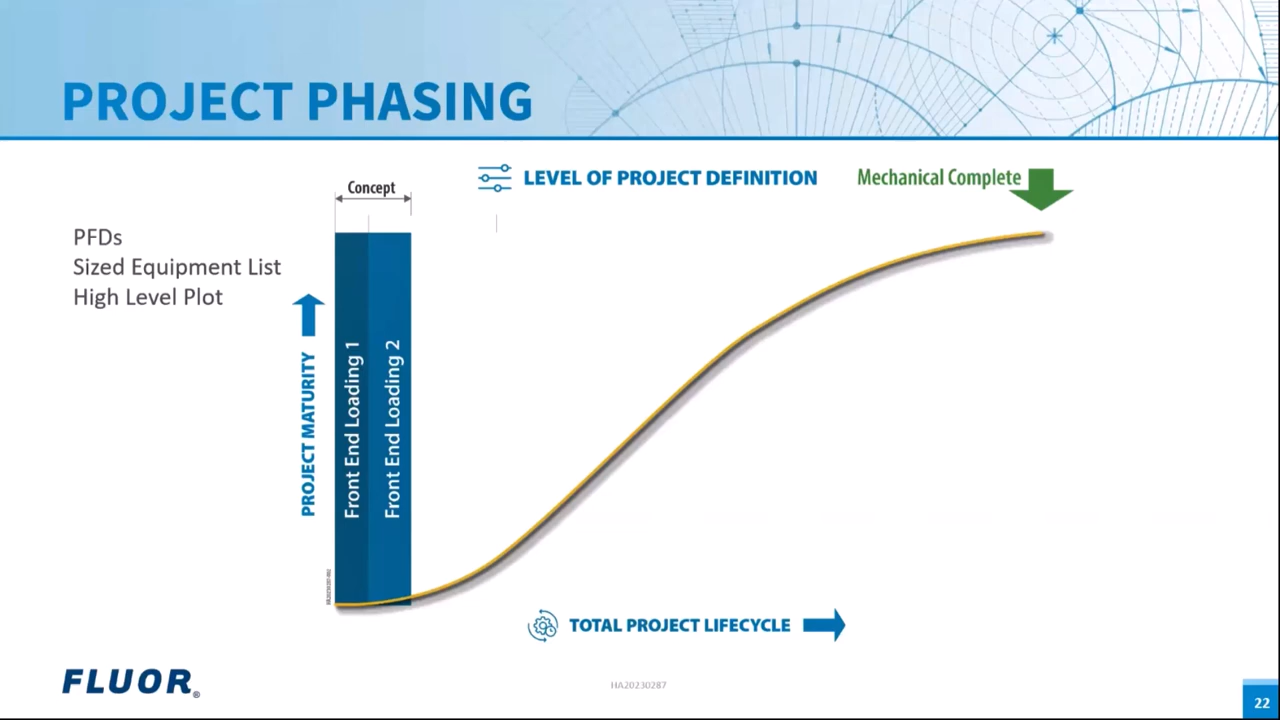 PROJECT PHASING
Concept
LEVEL OF PROJECT DEFINITION
Mechanical Complete
PFDs
Sized Equipment List
High Level Plot
PROJECT MATURITY
Front End Loading 1
Front End Loading 2
TOTAL PROJECT LIFECYCLE
FLUOR®
HA20230287
22